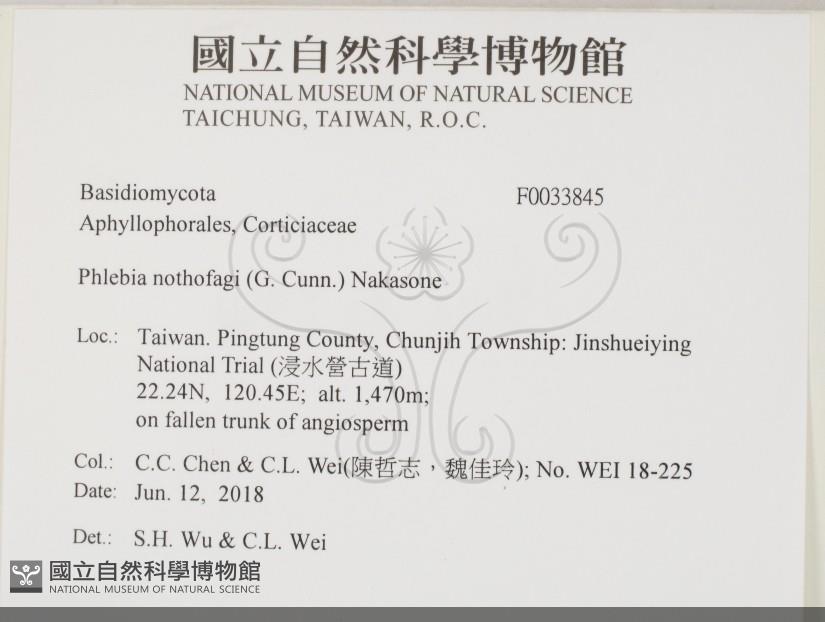 國立自然科學博物館
NATIONAL MUSEUM OF NATURAL SCIENCE
TAICHUNG, TAIWAN, R.O.C.
Basidiomycota F0033845
Aphyllophorales, Corticiaceae
Phlebia nothofagi (G. Cunn.) Nakasone
Loc.: Taiwan. Pingtung County, Chunjih Township: Jinshueiying
National Trial (浸水營古道)
22.24N, 120.45E; alt. 1,470m;
on fallen trunk of angiosperm
Col.: C.C. Chen & C.L. Wei(陳哲志，魏佳玲); No. WEI 18-225
Date: Jun. 12, 2018
Det.: S.H. Wu & C.L. Wei
國立自然科學博物館
NATIONAL MUSEUM OF NATURAL SCIENCE